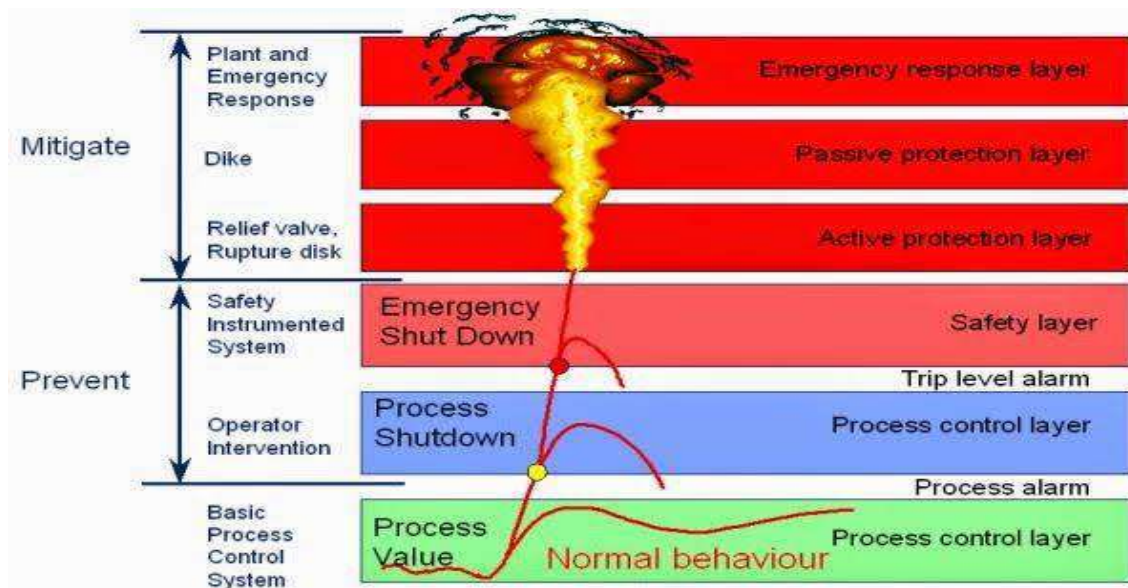 Plant and
Emergency
Response
Emergency response layer
Mitigate
Dike
Passive protection layer
Relief valve,
Rupture disk
Active protection layer
Safety
Instrumented
System
Emergency
Shut Down
Safety layer
Prevent
Trip level alarm
Operator
Intervention
Process
Shutdown
Process control layer
Process alarm
Basic
Process
Control
System
Process
Value
Normal behaviour
Process control layer